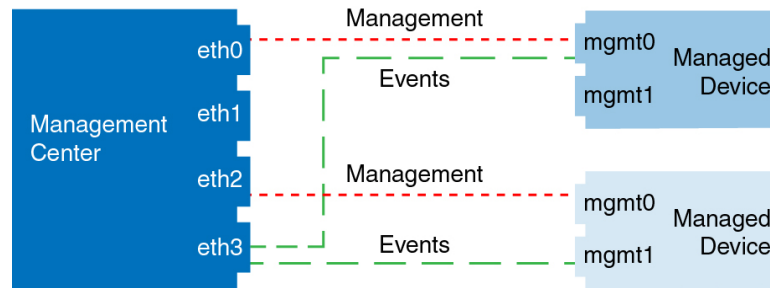 Management
eth0
mgmt0
Managed
Device
Events
mgmt1
eth1
Management
Center
eth2
Management
mgmt0
Managed
Device
eth3
Events
mgmt1